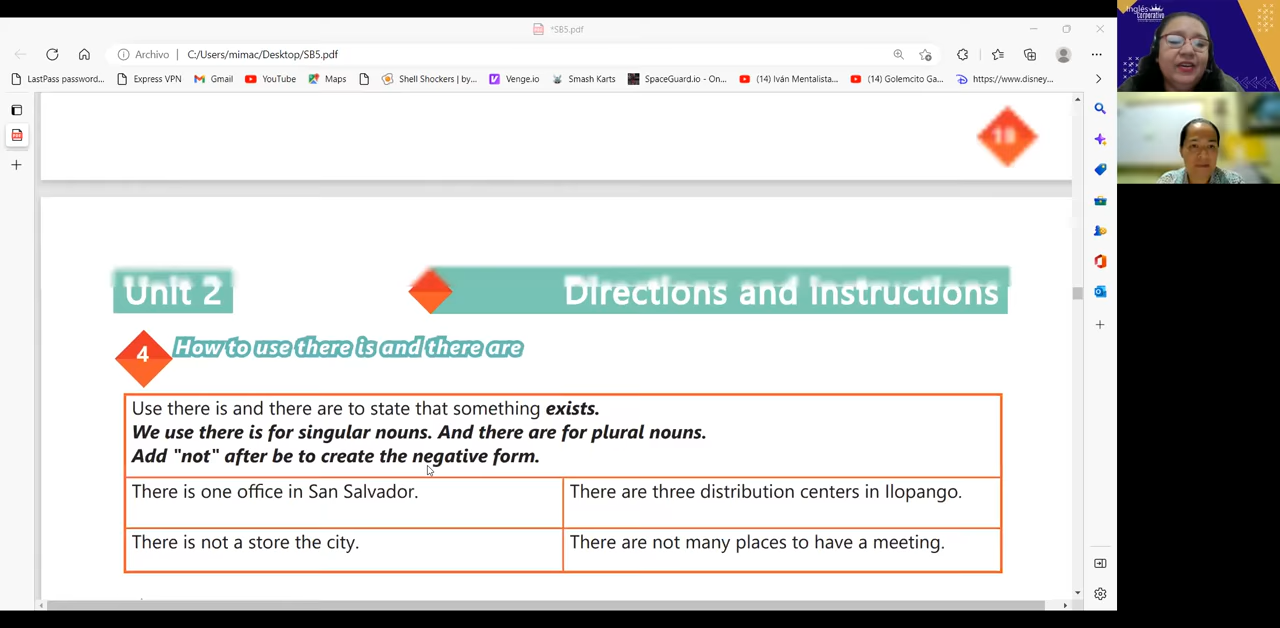 *SB5.pdf
Archivo C:/Users/mimac/Desktop/SB5.pdf
LastPass password... Express VPN Gmail YouTube Maps Shell Shockers | by... Venge.io Smash Karts SpaceGuard.io - On... (14) Iván Mentalista... (14) Golemcito Ga... https://www.disney...
Inglés
Corporativo
18
Unit 2 Directions and instructions
4 How to use there is and there are
Use there is and there are to state that something exists.
We use there is for singular nouns. And there are for plural nouns.
Add "not" after be to create the negative form.
There is one office in San Salvador. There are three distribution centers in Ilopango.
There is not a store the city. There are not many places to have a meeting.